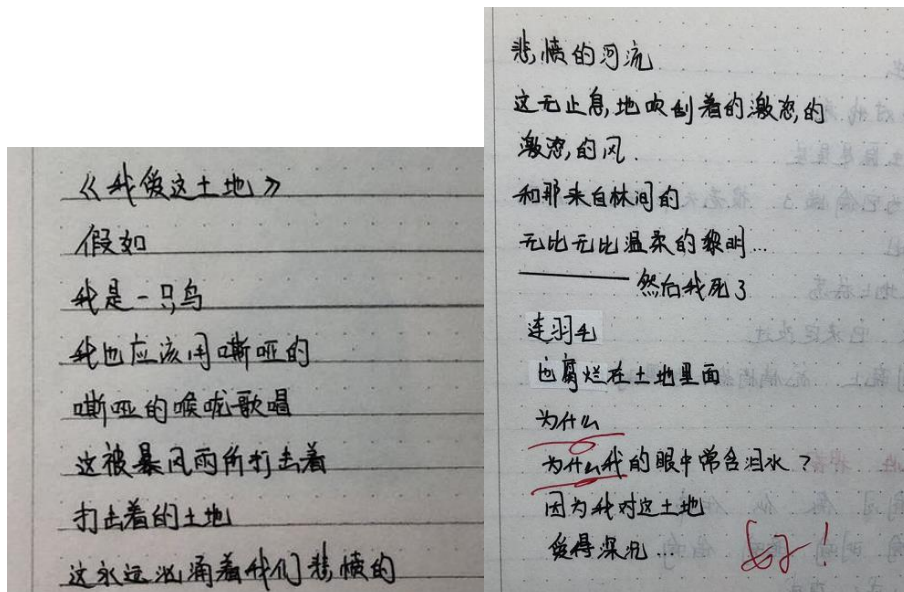 《我爱这土地》
假如
我是一只鸟
我也应该用嘶哑的
嘶哑的喉咙歌唱
这被暴风雨所打击着
打击着的土地
这永远汹涌着我们悲愤的
悲愤的河流
这无止息地吹刮着的激怒的
激怒的风
和那来自林间的
无比无比温柔的黎明…
——然后我死了
连羽毛
也腐烂在土地里面
为什么
为什么我的眼中常含泪水？
因为我对这土地
爱得深沉…
好！